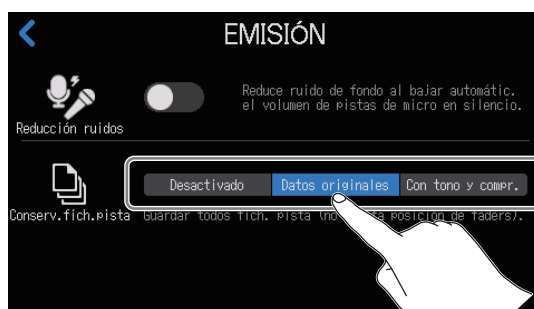 EMISIÓN
Reduce ruido de fondo al bajar automátic.
el volumen de pistas de micro en silencio.
Reducción ruidos
Desactivado Datos originales Con tono y compr.
Conserv.fich.pista Guardar todos fich. pista (no posición de faders).